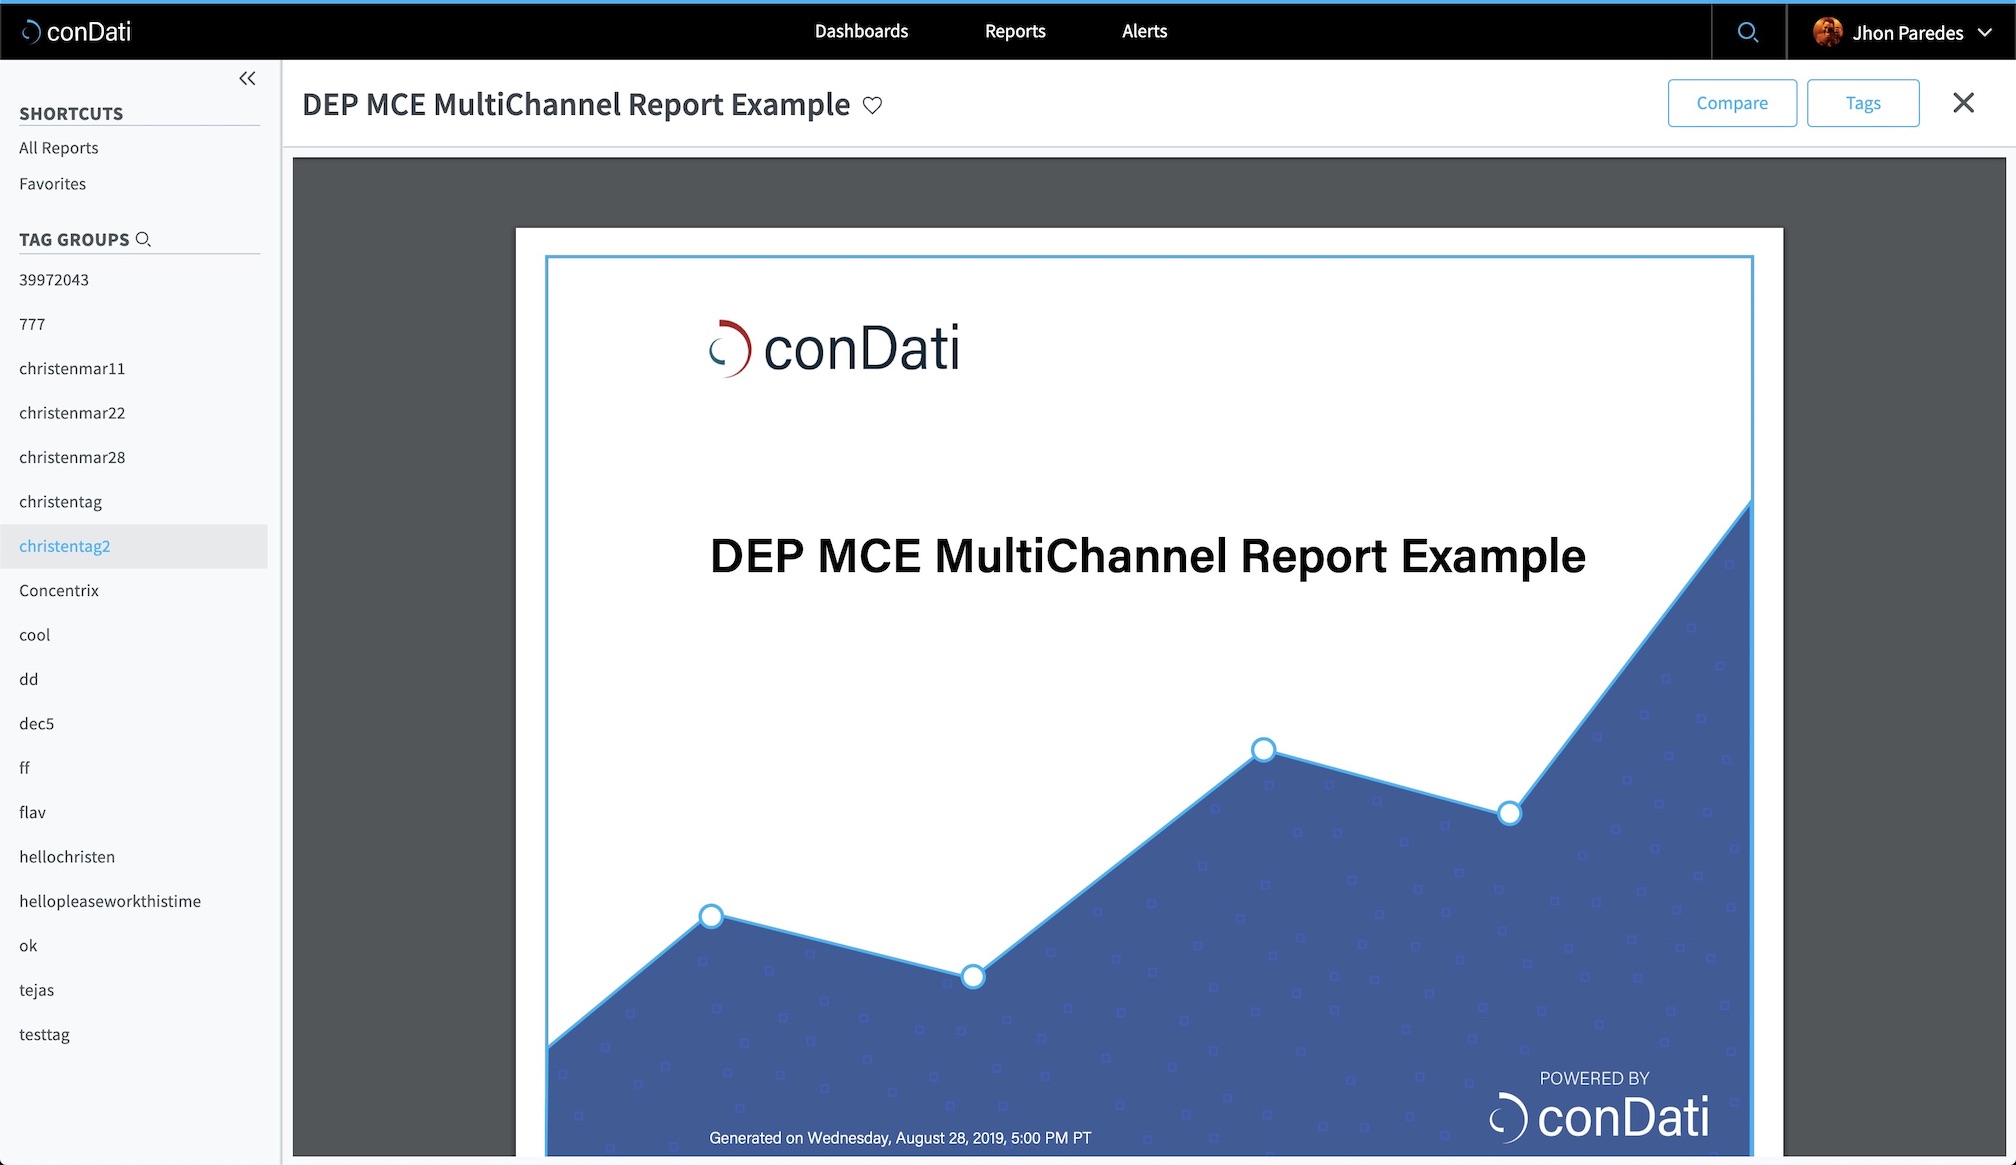 conDati
Dashboards
Reports
Alerts
Jhon Paredes
SHORTCUTS
All Reports
Favorites
TAG GROUPS
39972043
777
christenmar11
christenmar22
christenmar28
christentag
christentag2
Concentrix
cool
dd
dec5
ff
flav
hellochristen
hellopleaseworkthistime
ok
tejas
testtag
DEP MCE MultiChannel Report Example
Compare
Tags
conDati
DEP MCE MultiChannel Report Example
POWERED BY
conDati
Generated on Wednesday, August 28, 2019, 5:00 PM PT